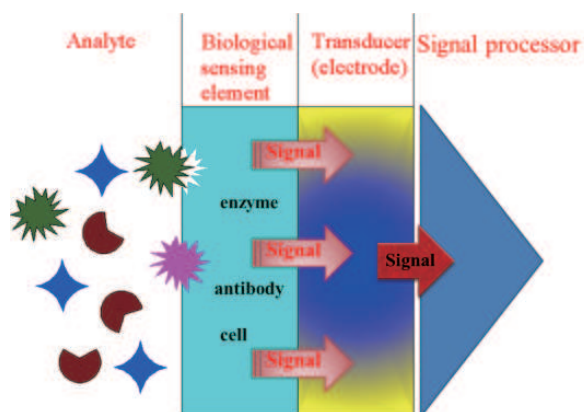 Analyte
Biological
sensing
element
Transducer
(electrode)
Signal processor
Signal
enzyme
Signal
Signal
antibody
cell
Signal